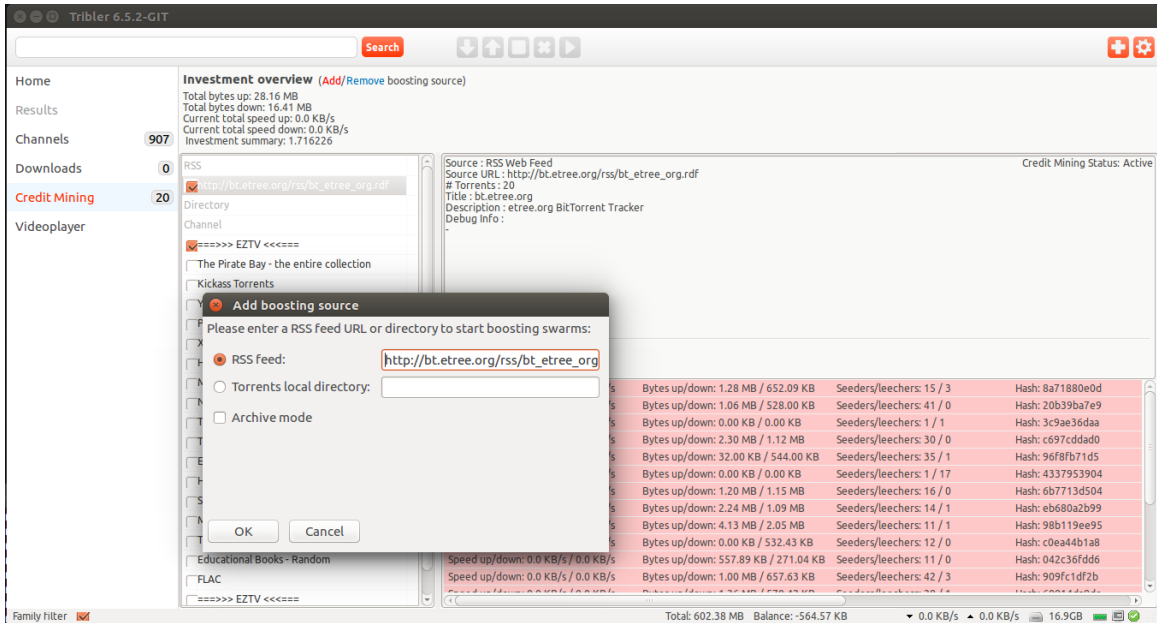 Tribler 6.5.2-GIT
Search
Home
Results
Channels 907
Downloads 0
Credit Mining 20
Videoplayer
Investment overview (Add/Remove boosting source)
Total bytes up: 28.16 MB
Total bytes down: 16.41 MB
Current total speed up: 0.0 KB/s
Current total speed down: 0.0 KB/s
Investment summary: 1.716226
RSS
http://bt.etree.org/rss/bt_etree_org.rdf
Directory
Channel
===>>> EZTV <<<===
The Pirate Bay - the entire collection
Kickass Torrents
Educational Books - Random
FLAC
===>>> EZTV <<<===
Source : RSS Web Feed
Source URL : http://bt.etree.org/rss/bt_etree_org.rdf
# Torrents : 20
Title : bt.etree.org
Description : etree.org BitTorrent Tracker
Debug Info :
-
Credit Mining Status: Active
Add boosting source
Please enter a RSS feed URL or directory to start boosting swarms:
RSS feed: http://bt.etree.org/rss/bt_etree_org
Torrents local directory:
Archive mode
OK Cancel
Bytes up/down: 1.28 MB / 652.09 KB Seeders/leechers: 15 / 3 Hash: 8a71880e0d
Bytes up/down: 1.06 MB / 528.00 KB Seeders/leechers: 41 / 0 Hash: 20b39ba7e9
Bytes up/down: 0.00 KB / 0.00 KB Seeders/leechers: 1 / 1 Hash: 3c9ae36daa
Bytes up/down: 2.30 MB / 1.12 MB Seeders/leechers: 30 / 0 Hash: c697cddad0
Bytes up/down: 32.00 KB / 544.00 KB Seeders/leechers: 35 / 1 Hash: 96f8fb71d5
Bytes up/down: 0.00 KB / 0.00 KB Seeders/leechers: 1 / 17 Hash: 4337953904
Bytes up/down: 1.20 MB / 1.15 MB Seeders/leechers: 16 / 0 Hash: 6b7713d504
Bytes up/down: 2.24 MB / 1.09 MB Seeders/leechers: 14 / 1 Hash: eb680a2b99
Bytes up/down: 4.13 MB / 2.05 MB Seeders/leechers: 11 / 1 Hash: 98b119ee95
Bytes up/down: 0.00 KB / 532.43 KB Seeders/leechers: 12 / 0 Hash: c0ea44b1a8
Speed up/down: 0.0 KB/s / 0.0 KB/s Bytes up/down: 557.89 KB / 271.04 KB Seeders/leechers: 11 / 0 Hash: 042c36fdd6
Speed up/down: 0.0 KB/s / 0.0 KB/s Bytes up/down: 1.00 MB / 657.63 KB Seeders/leechers: 42 / 3 Hash: 909fc1df2b
Family filter
Total: 602.38 MB Balance: -564.57 KB 0.0 KB/s 0.0 KB/s 16.9GB